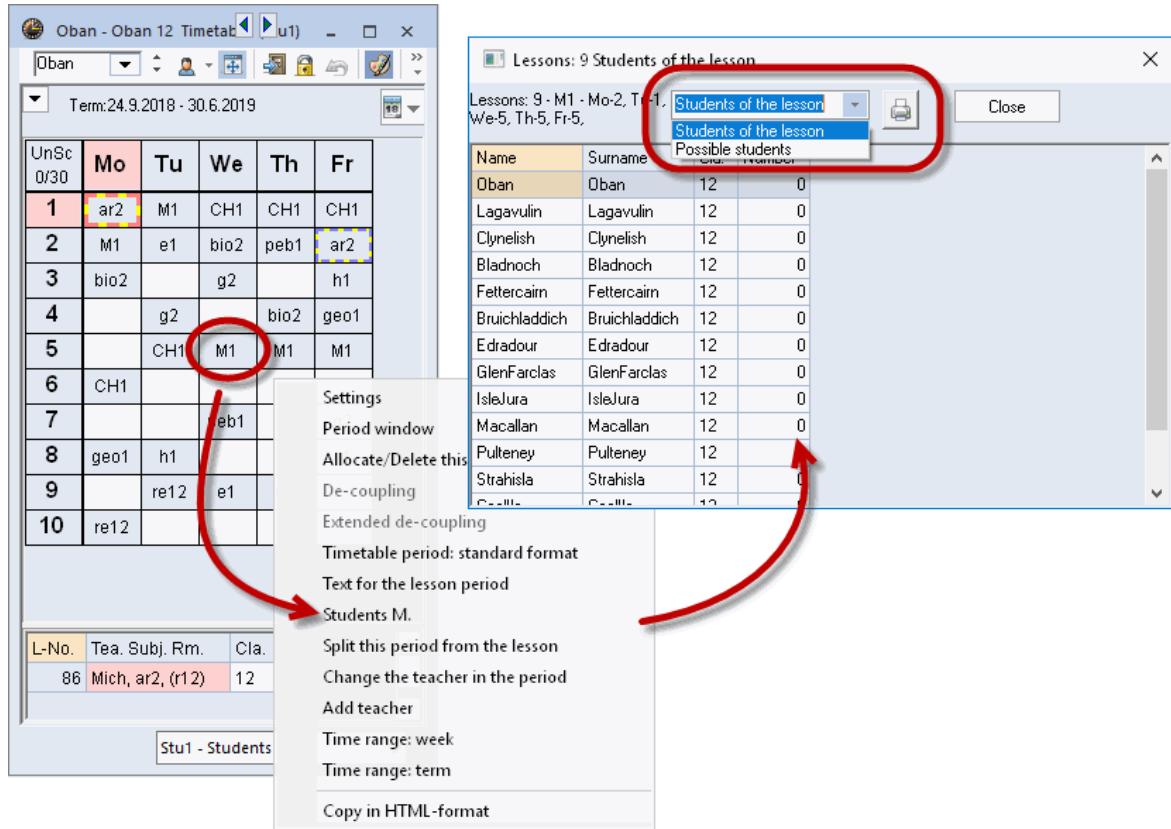 Oban - Oban 12 Timetab u1)
Oban
Term:24.9.2018 - 30.6.2019
UnSc 0/30 Mo Tu We Th Fr
1 ar2 M1 CH1 CH1 CH1
2 M1 e1 bio2 peb1 ar2
3 bio2 g2 h1
4 g2 bio2 geo1
5 CH1 M1 M1 M1
6 CH1
7 peb1
8 geo1 h1
9 re12 e1
10 re12
L-No. Tea. Subj. Rm. Cla.
86 Mich, ar2, (r12) 12
Stu1 - Students
Settings
Period window
Allocate/Delete this
De-coupling
Extended de-coupling
Timetable period: standard format
Text for the lesson period
Students M.
Split this period from the lesson
Change the teacher in the period
Add teacher
Time range: week
Time range: term
Copy in HTML-format
Lessons: 9 Students of the lesson
Lessons: 9 - M1 - Mo-2, Tu-1,
We-5, Th-5, Fr-5,
Students of the lesson
Close
Students of the lesson
Possible students
Name Surname Cla. Number
Oban Oban 12 0
Lagavulin Lagavulin 12 0
Clynelish Clynelish 12 0
Bladnoch Bladnoch 12 0
Fettercairn Fettercairn 12 0
Bruichladdich Bruichladdich 12 0
Edradour Edradour 12 0
GlenFarclas GlenFarclas 12 0
IsleJura IsleJura 12 0
Macallan Macallan 12 0
Pulteney Pulteney 12
Strahisla Strahisla 12 0